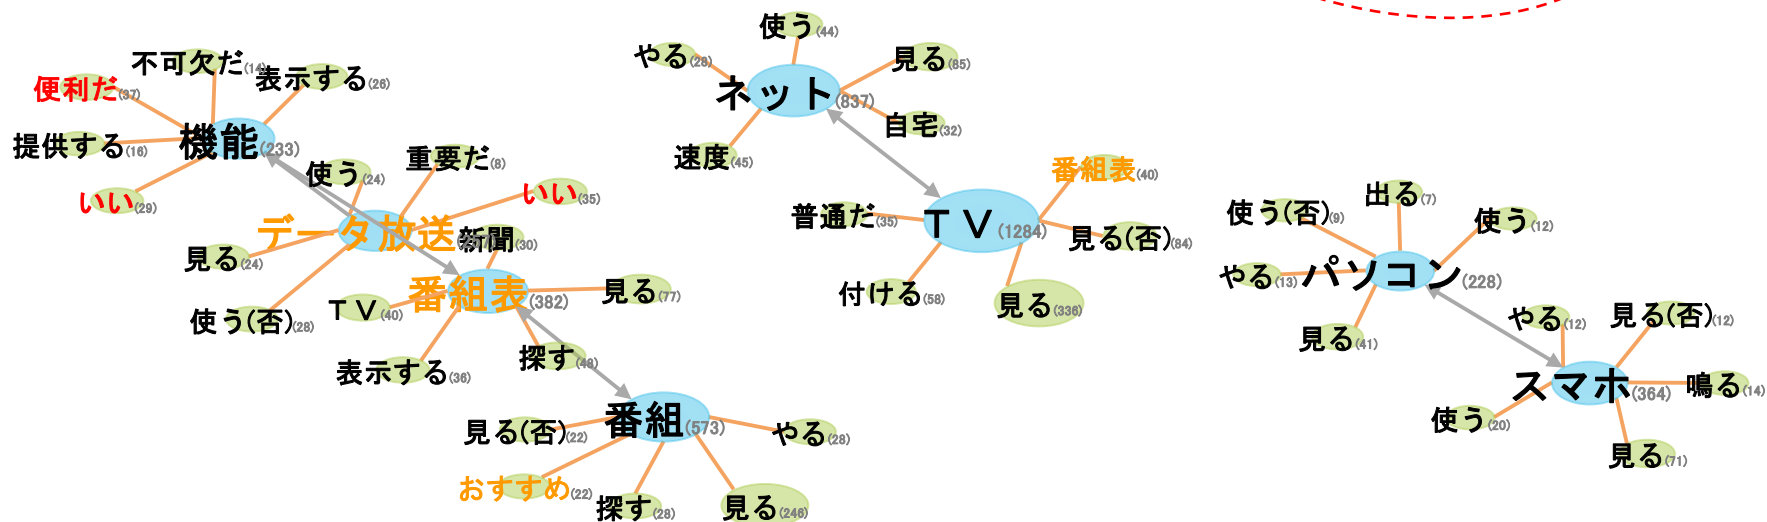 不可欠だ(14)
便利だ(37)
表示する(26)
機能(233)
提供する(16)
いい(29)
使う(24)
重要だ(8)
いい(35)
データ放送
見る(24)
使う(否)(28)
新聞(30)
番組表(382)
ＴＶ(40)
見る(77)
表示する(36)
探す(48)
番組(573)
見る(否)(22)
やる(28)
おすすめ(22)
探す(28)
見る(246)
使う(44)
やる(28)
見る(65)
ネット(837)
自宅(32)
速度(45)
番組表(40)
普通だ(35)
ＴＶ(1284)
見る(否)(84)
付ける(58)
見る(336)
出る(7)
使う(否)(9)
使う(12)
やる(13)
パソコン(228)
見る(41)
やる(12)
見る(否)(12)
スマホ(364)
鳴る(14)
使う(20)
見る(71)